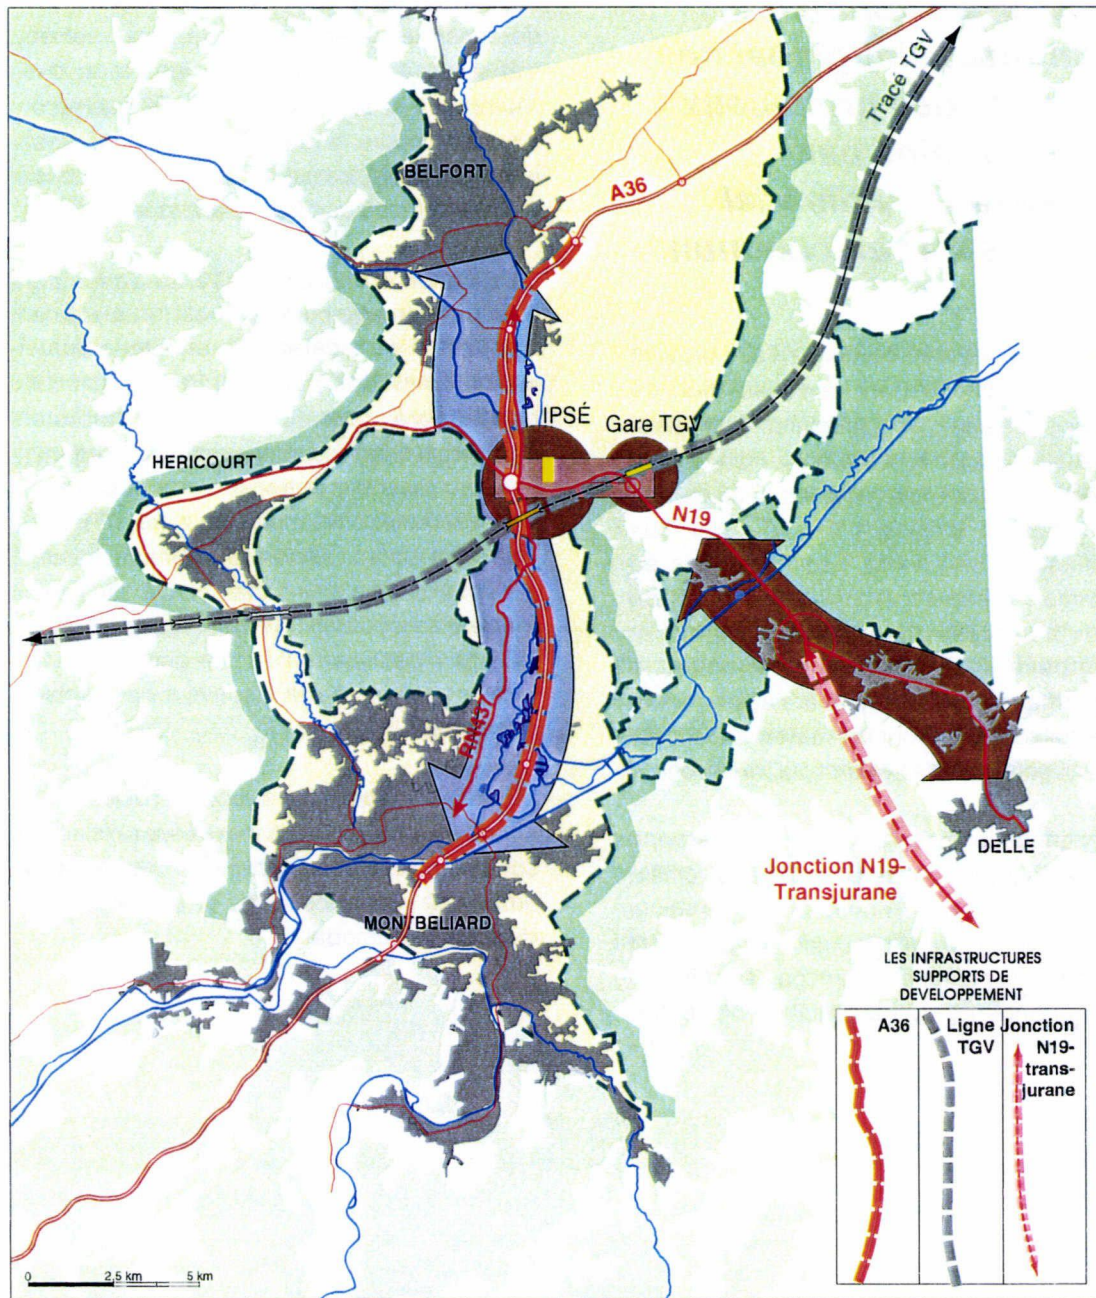 Tracé TGV
BELFORT
A36
IPSÉ
Gare TGV
HERICOURT
N19
RN437
DELLE
Jonction N19-
Transjurane
MONTBELIARD
LES INFRASTRUCTURES
SUPPORTS DE
DEVELOPPEMENT
A36
Ligne
TGV
Jonction
N19-
trans-
jurane
0 2,5 km 5 km